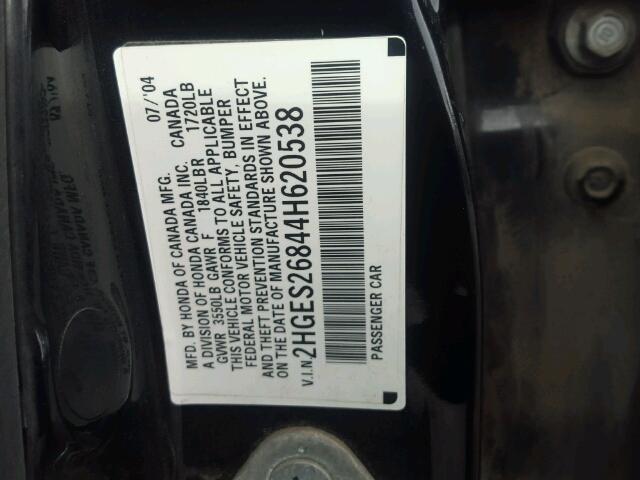 MFD. BY HONDA OF CANADA MFG. 07/'04
A DIVISION OF HONDA CANADA INC. CANADA
GVWR 3550LB GAWR F 1840LB R 1720LB
THIS VEHICLE CONFORMS TO ALL APPLICABLE
FEDERAL MOTOR VEHICLE SAFETY, BUMPER
AND THEFT PREVENTION STANDARDS IN EFFECT
ON THE DATE OF MANUFACTURE SHOWN ABOVE.
V.I.N. 2HGES26844H620538
PASSENGER CAR